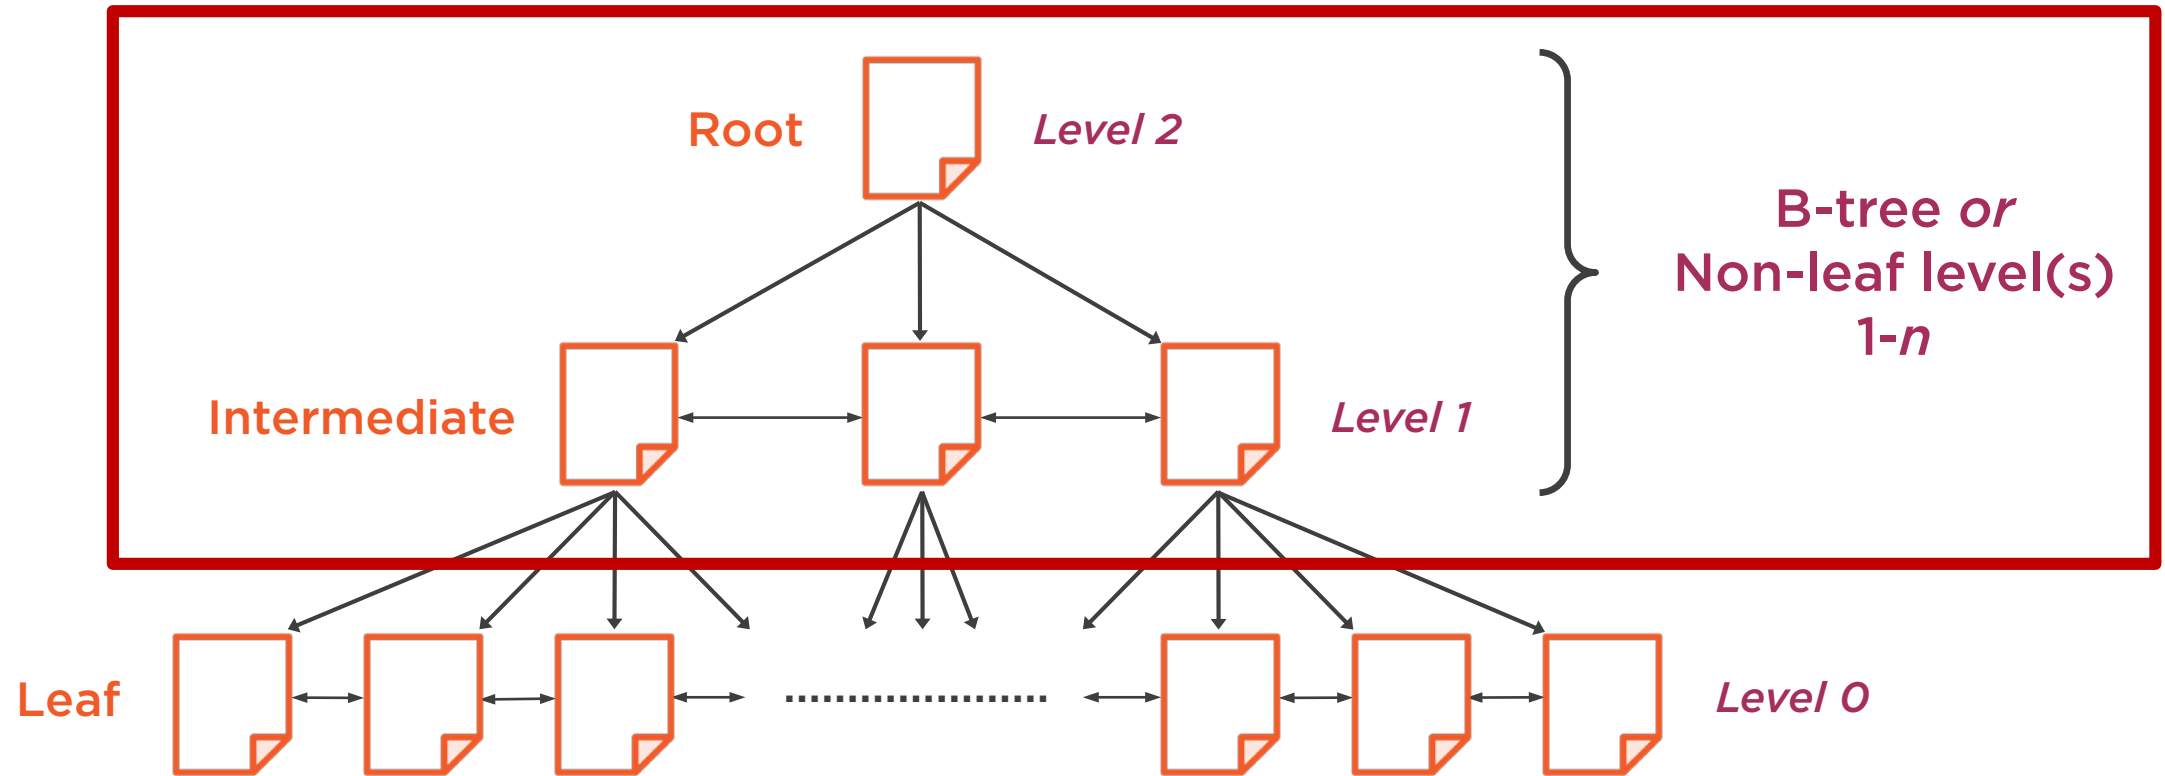 Root
Level 2
B-tree or
Non-leaf level(s)
1-n
Intermediate
Level 1
Leaf
Level 0